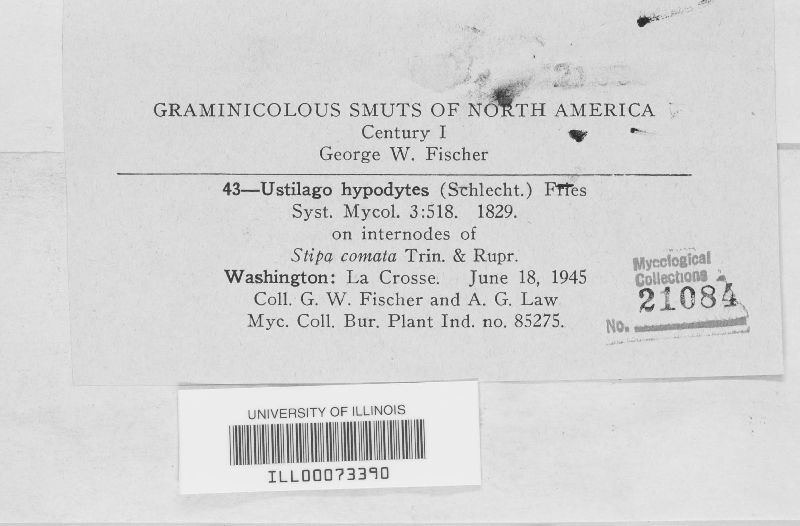 GRAMINICOLOUS SMUTS OF NORTH AMERICA
Century I
George W. Fischer
43—Ustilago hypodytes (Schlecht.) Fries
Syst. Mycol. 3:518. 1829.
on internodes of
Stipa comata Trin. & Rupr.
Washington: La Crosse. June 18, 1945
Coll. G. W. Fischer and A. G. Law
Myc. Coll. Bur. Plant Ind. no. 85275.
Mycological
Collections
21084
No.
UNIVERSITY OF ILLINOIS
ILL00073390